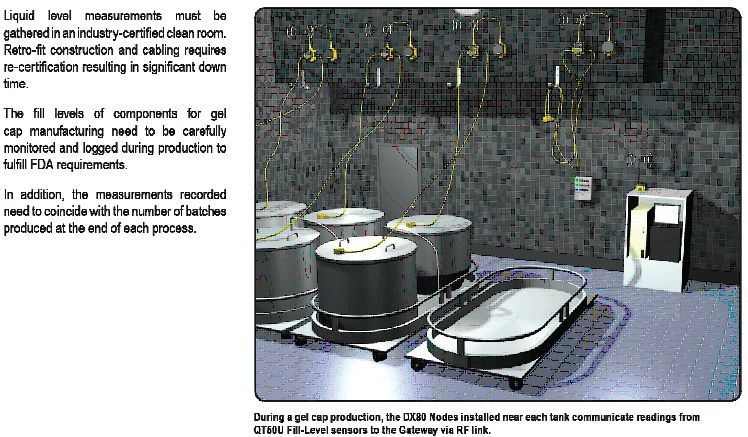 Liquid level measurements must be
gathered in an industry-certified clean room.
Retro-fit construction and cabling requires
re-certification resulting in significant down
time.
The fill levels of components for gel
cap manufacturing need to be carefully
monitored and logged during production to
fulfill FDA requirements.
In addition, the measurements recorded
need to coincide with the number of batches
produced at the end of each process.
During a gel cap production, the DX80 Nodes installed near each tank communicate readings from
QT50U Fill-Level sensors to the Gateway via RF link.